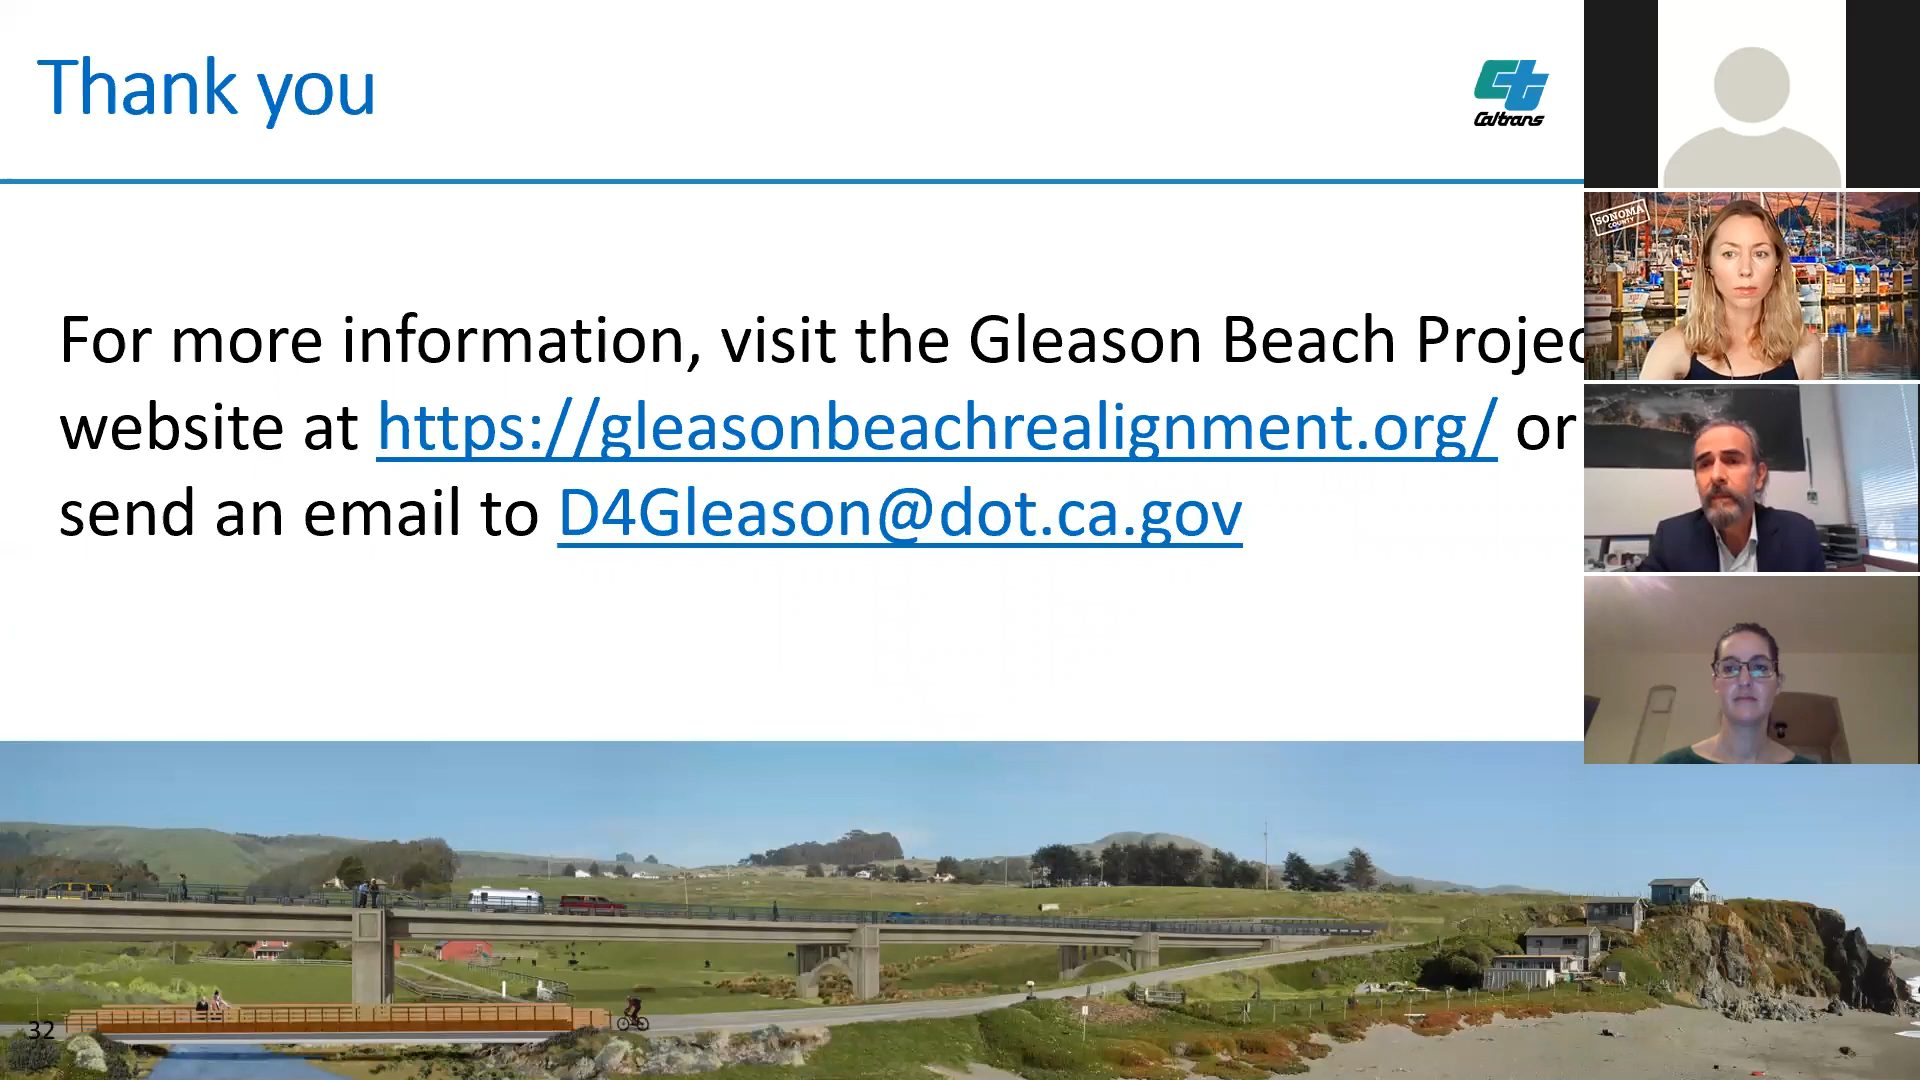 Thank you
Caltrans
SONOMA
COUNTY
For more information, visit the Gleason Beach Projec
website at https://gleasonbeachrealignment.org/ or
send an email to D4Gleason@dot.ca.gov
32